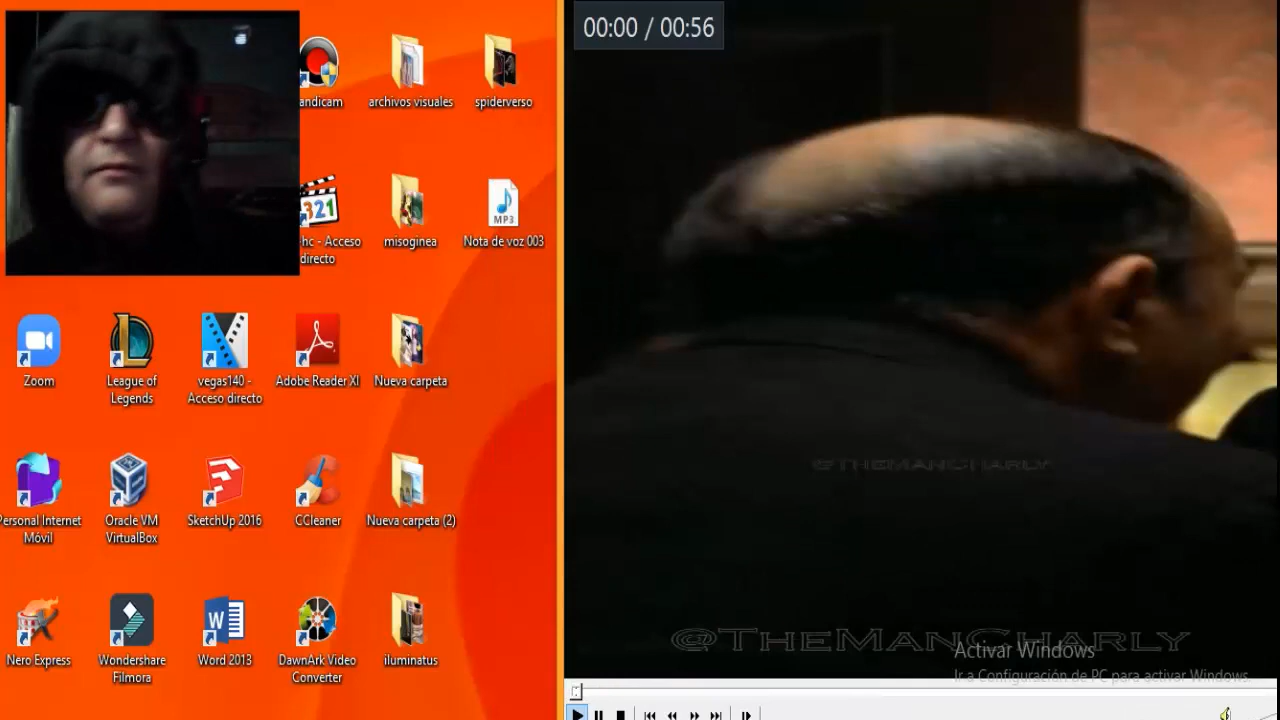 00:00 / 00:56
andicam
archivos visuales
spiderverso
321
-hc - Acceso
directo
misoginea
MP3
Nota de voz 003
Zoom
League of
Legends
vegas140 -
Acceso directo
Adobe Reader XI
Nueva carpeta
Personal Internet
Móvil
Oracle VM
VirtualBox
SketchUp 2016
CCleaner
Nueva carpeta (2)
Nero Express
Wondershare
Filmora
Word 2013
DawnArk Video
Converter
iluminatus
@THEMANCHARLY
@THEMANCHARLY
Activar Windows
Ir a Configuración de PC para activar Windows.